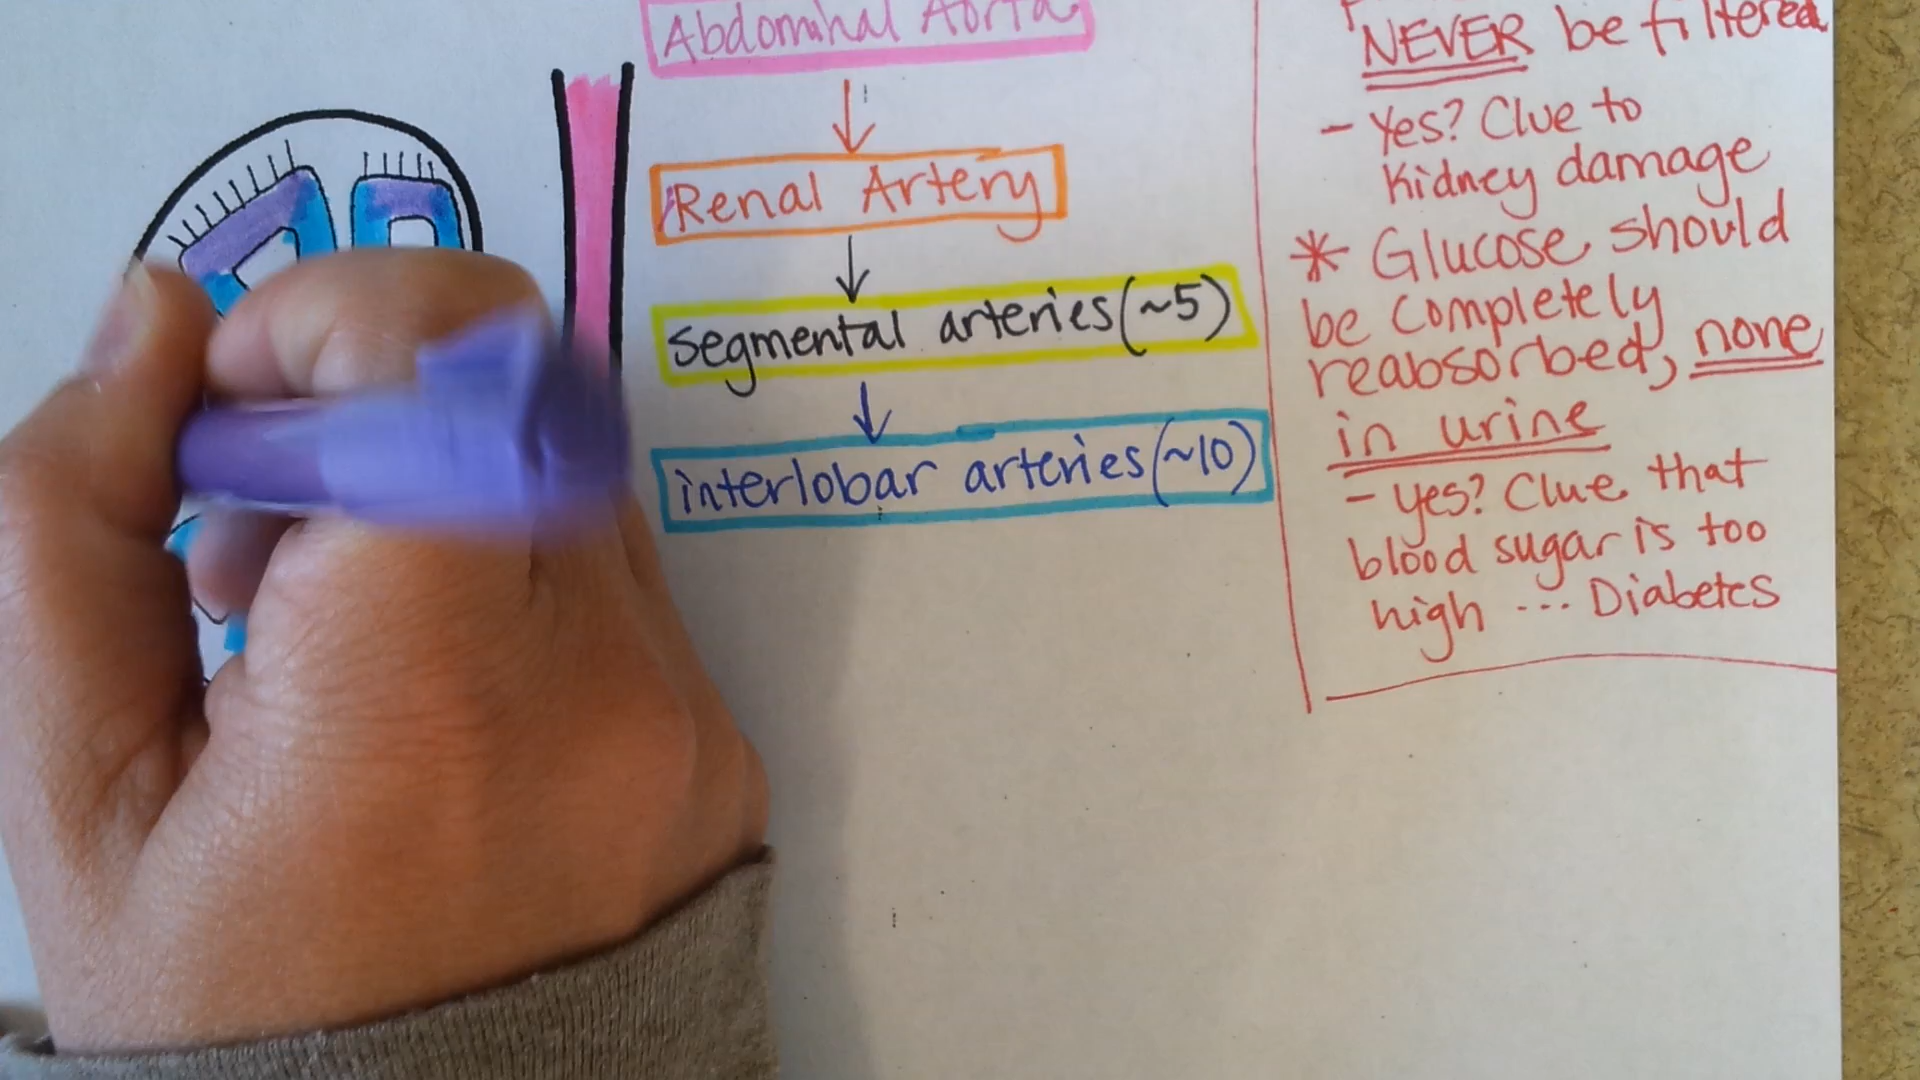 Abdominal Aorta
Renal Artery
segmental arteries (~5)
interlobar arteries (~10)
NEVER be filtered
- Yes? Clue to
Kidney damage
* Glucose should
be completely
reabsorbed, none
in urine
- yes? Clue that
blood sugar is too
high ... Diabetes